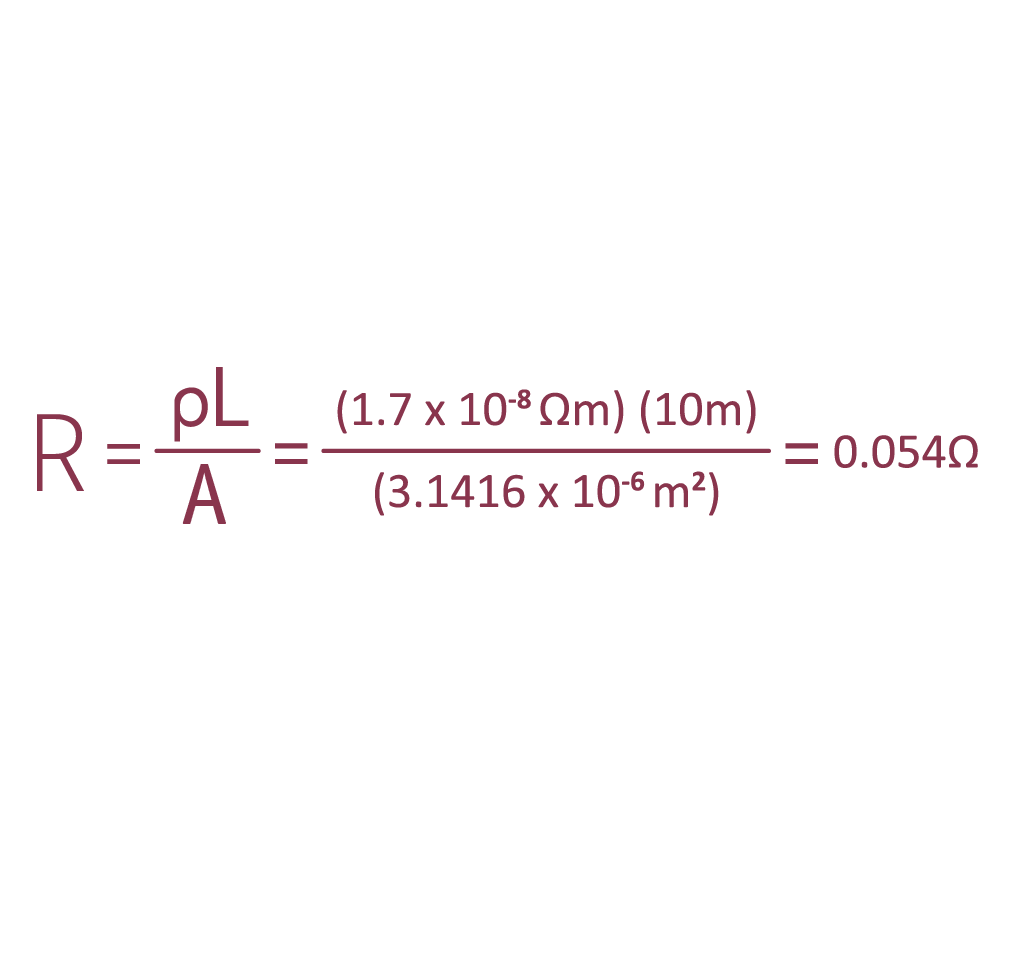 R = ρL / A = (1.7 x 10⁻⁸ Ωm) (10m) / (3.1416 x 10⁻⁶ m²) = 0.054Ω